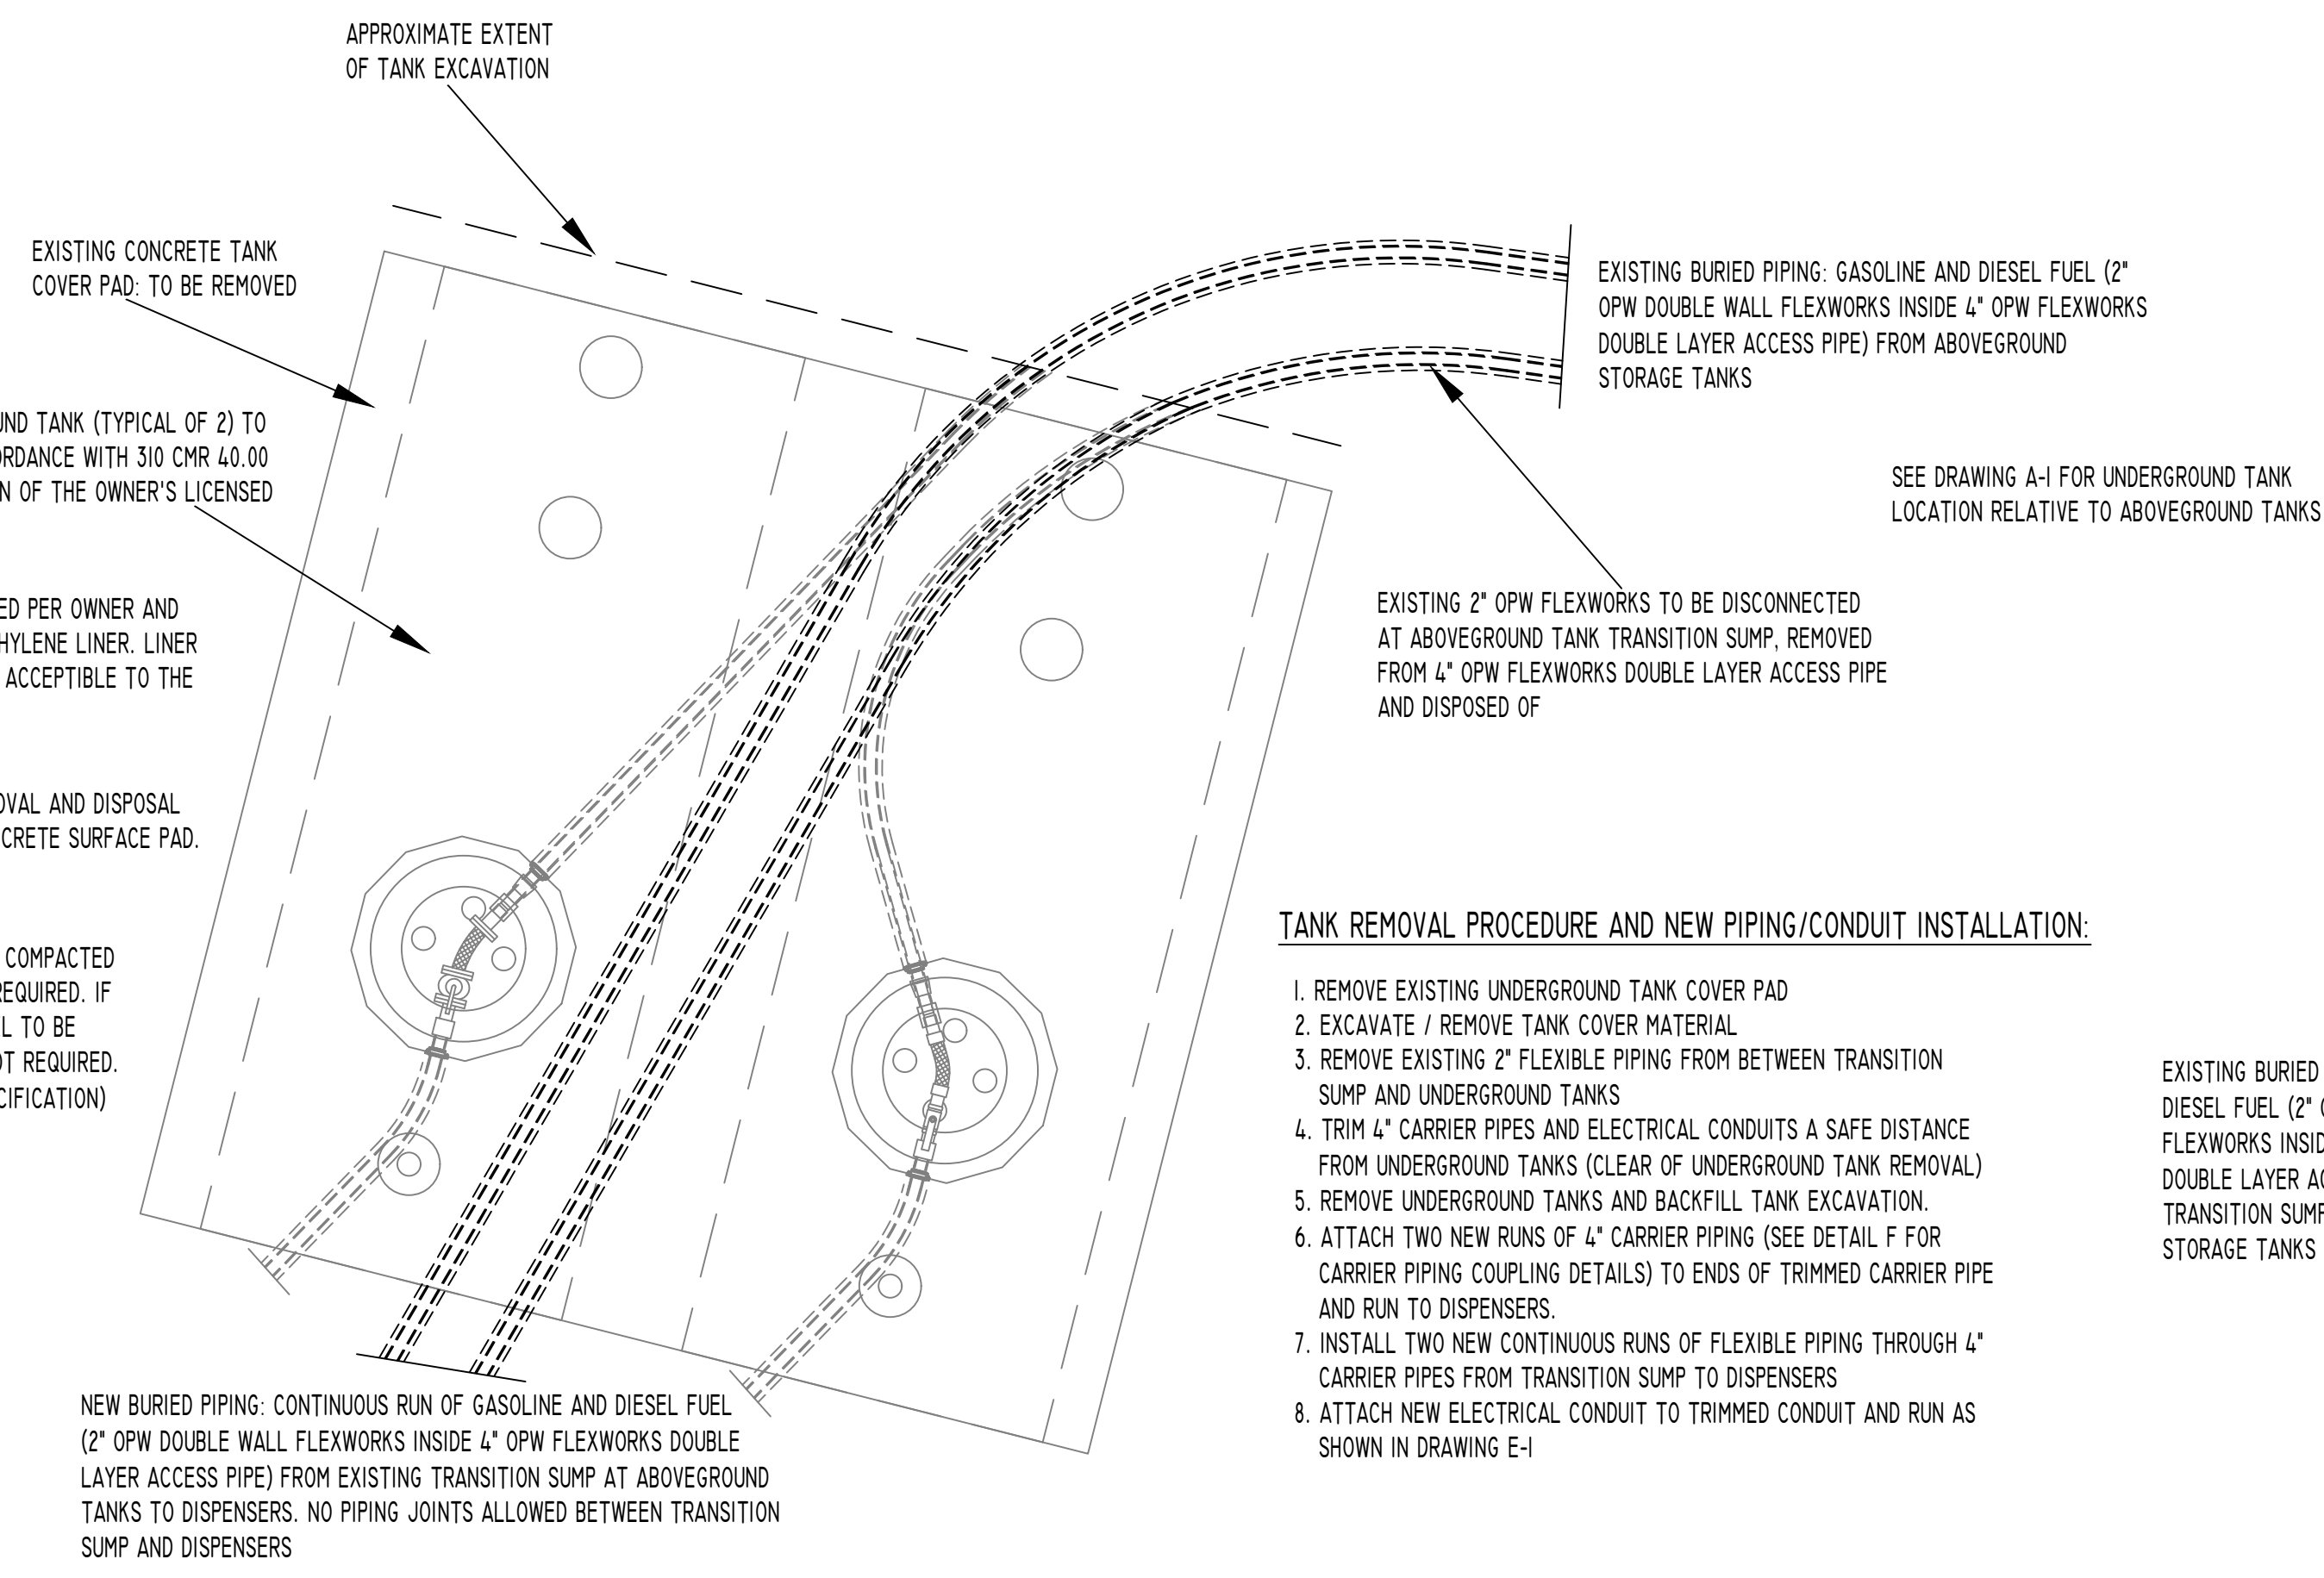 APPROXIMATE EXTENT
OF TANK EXCAVATION
EXISTING CONCRETE TANK
COVER PAD: TO BE REMOVED
UND TANK (TYPICAL OF 2) TO
ORDANCE WITH 310 CMR 40.00
N OF THE OWNER'S LICENSED
ED PER OWNER AND
HYLENE LINER. LINER
ACCEPTIBLE TO THE
OVAL AND DISPOSAL
CRETE SURFACE PAD.
COMPACTED
REQUIRED. IF
L TO BE
OT REQUIRED.
CIFICATION)
NEW BURIED PIPING: CONTINUOUS RUN OF GASOLINE AND DIESEL FUEL
(2" OPW DOUBLE WALL FLEXWORKS INSIDE 4" OPW FLEXWORKS DOUBLE
LAYER ACCESS PIPE) FROM EXISTING TRANSITION SUMP AT ABOVEGROUND
TANKS TO DISPENSERS. NO PIPING JOINTS ALLOWED BETWEEN TRANSITION
SUMP AND DISPENSERS
EXISTING BURIED PIPING: GASOLINE AND DIESEL FUEL (2"
OPW DOUBLE WALL FLEXWORKS INSIDE 4" OPW FLEXWORKS
DOUBLE LAYER ACCESS PIPE) FROM ABOVEGROUND
STORAGE TANKS
SEE DRAWING A-1 FOR UNDERGROUND TANK
LOCATION RELATIVE TO ABOVEGROUND TANKS
EXISTING 2" OPW FLEXWORKS TO BE DISCONNECTED
AT ABOVEGROUND TANK TRANSITION SUMP, REMOVED
FROM 4" OPW FLEXWORKS DOUBLE LAYER ACCESS PIPE
AND DISPOSED OF
TANK REMOVAL PROCEDURE AND NEW PIPING/CONDUIT INSTALLATION:
1. REMOVE EXISTING UNDERGROUND TANK COVER PAD
2. EXCAVATE / REMOVE TANK COVER MATERIAL
3. REMOVE EXISTING 2" FLEXIBLE PIPING FROM BETWEEN TRANSITION
SUMP AND UNDERGROUND TANKS
4. TRIM 4" CARRIER PIPES AND ELECTRICAL CONDUITS A SAFE DISTANCE
FROM UNDERGROUND TANKS (CLEAR OF UNDERGROUND TANK REMOVAL)
5. REMOVE UNDERGROUND TANKS AND BACKFILL TANK EXCAVATION.
6. ATTACH TWO NEW RUNS OF 4" CARRIER PIPING (SEE DETAIL F FOR
CARRIER PIPING COUPLING DETAILS) TO ENDS OF TRIMMED CARRIER PIPE
AND RUN TO DISPENSERS.
7. INSTALL TWO NEW CONTINUOUS RUNS OF FLEXIBLE PIPING THROUGH 4"
CARRIER PIPES FROM TRANSITION SUMP TO DISPENSERS
8. ATTACH NEW ELECTRICAL CONDUIT TO TRIMMED CONDUIT AND RUN AS
SHOWN IN DRAWING E-1
EXISTING BURIED
DIESEL FUEL (2"
FLEXWORKS INSID
DOUBLE LAYER AC
TRANSITION SUMP
STORAGE TANKS